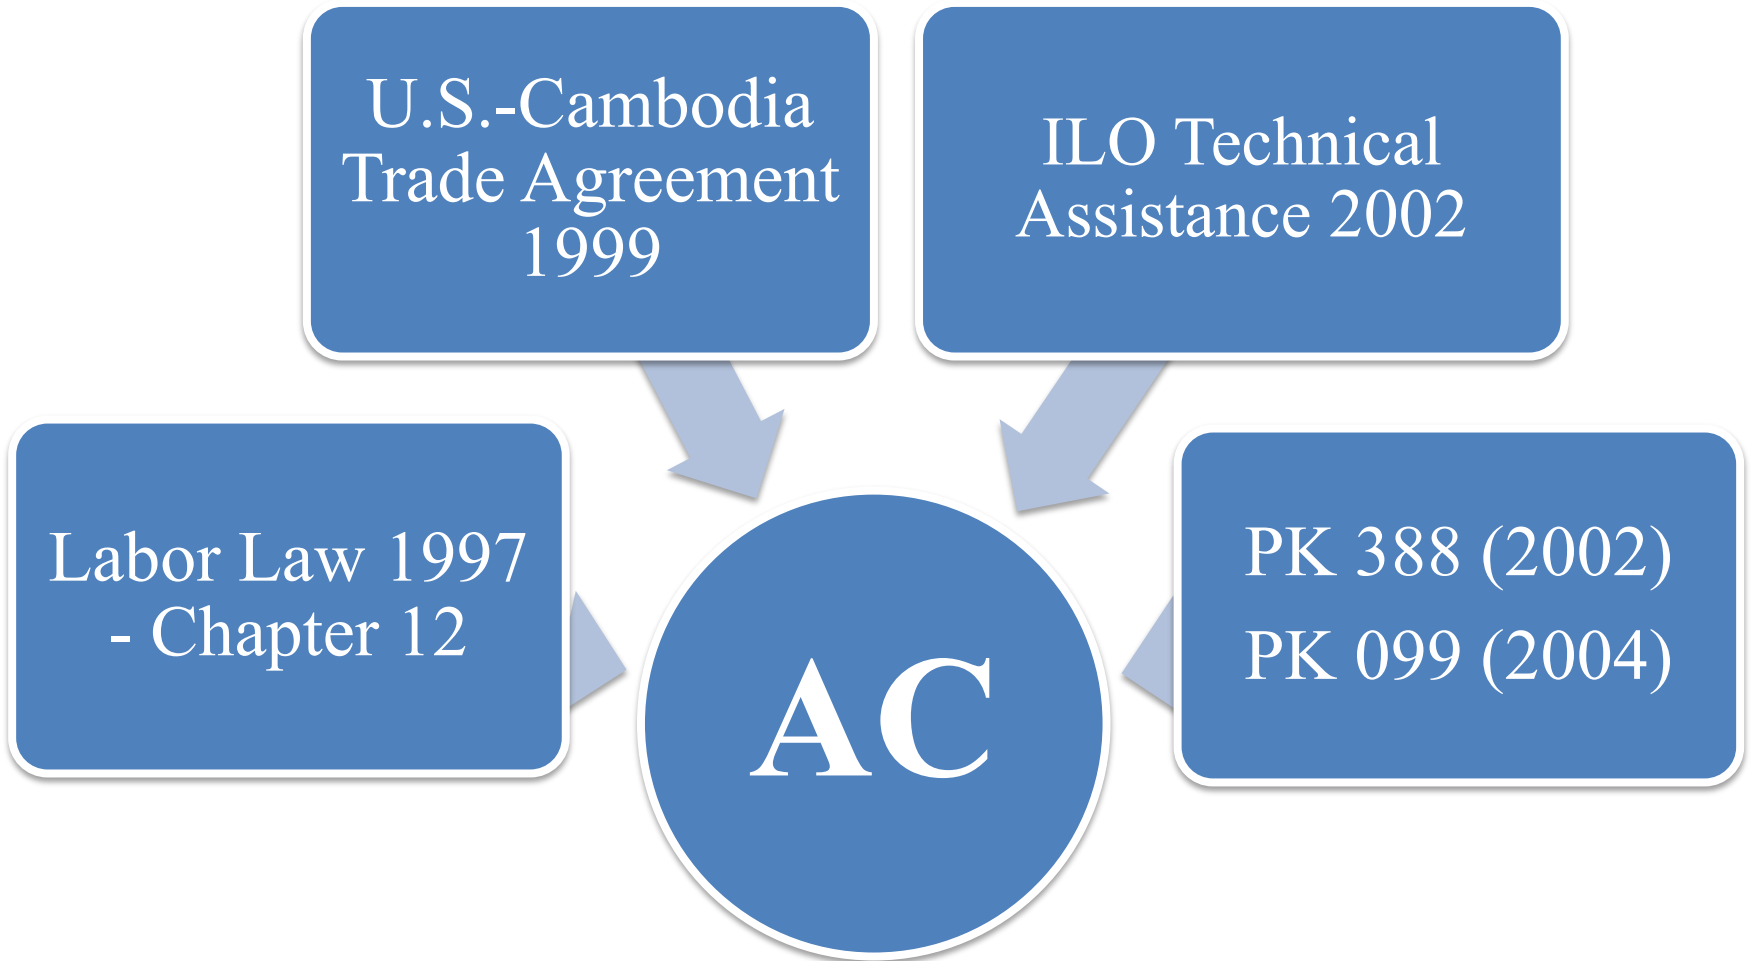 U.S.-Cambodia
Trade Agreement
1999
ILO Technical
Assistance 2002
Labor Law 1997
- Chapter 12
PK 388 (2002)
PK 099 (2004)
AC